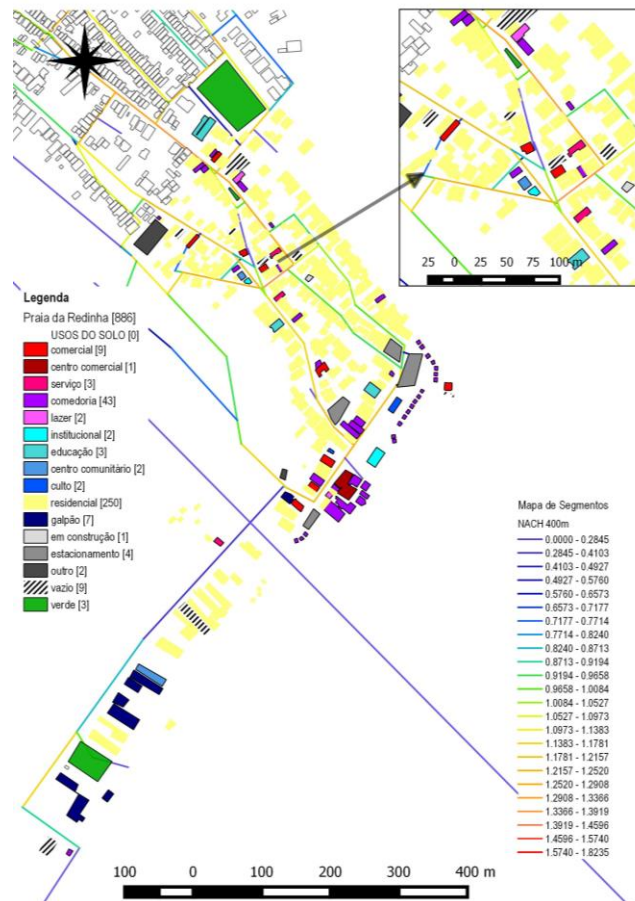 25 0 25 50 75 100 m
Legenda
Praia da Redinha [886]
USOS DO SOLO [0]
comercial [9]
centro comercial [1]
serviço [3]
comedoria [43]
lazer [2]
institucional [2]
educação [3]
centro comunitário [2]
culto [2]
residencial [250]
galpão [7]
em construção [1]
estacionamento [4]
outro [2]
vazio [9]
verde [3]
Mapa de Segmentos
NACH 400m
0.0000 - 0.2845
0.2845 - 0.4103
0.4103 - 0.4927
0.4927 - 0.5760
0.5760 - 0.6573
0.6573 - 0.7177
0.7177 - 0.7714
0.7714 - 0.8240
0.8240 - 0.8713
0.8713 - 0.9194
0.9194 - 0.9658
0.9658 - 1.0084
1.0084 - 1.0527
1.0527 - 1.0973
1.0973 - 1.1383
1.1383 - 1.1781
1.1781 - 1.2157
1.2157 - 1.2520
1.2520 - 1.2908
1.2908 - 1.3366
1.3366 - 1.3919
1.3919 - 1.4596
1.4596 - 1.5740
1.5740 - 1.8235
100 0 100 200 300 400 m